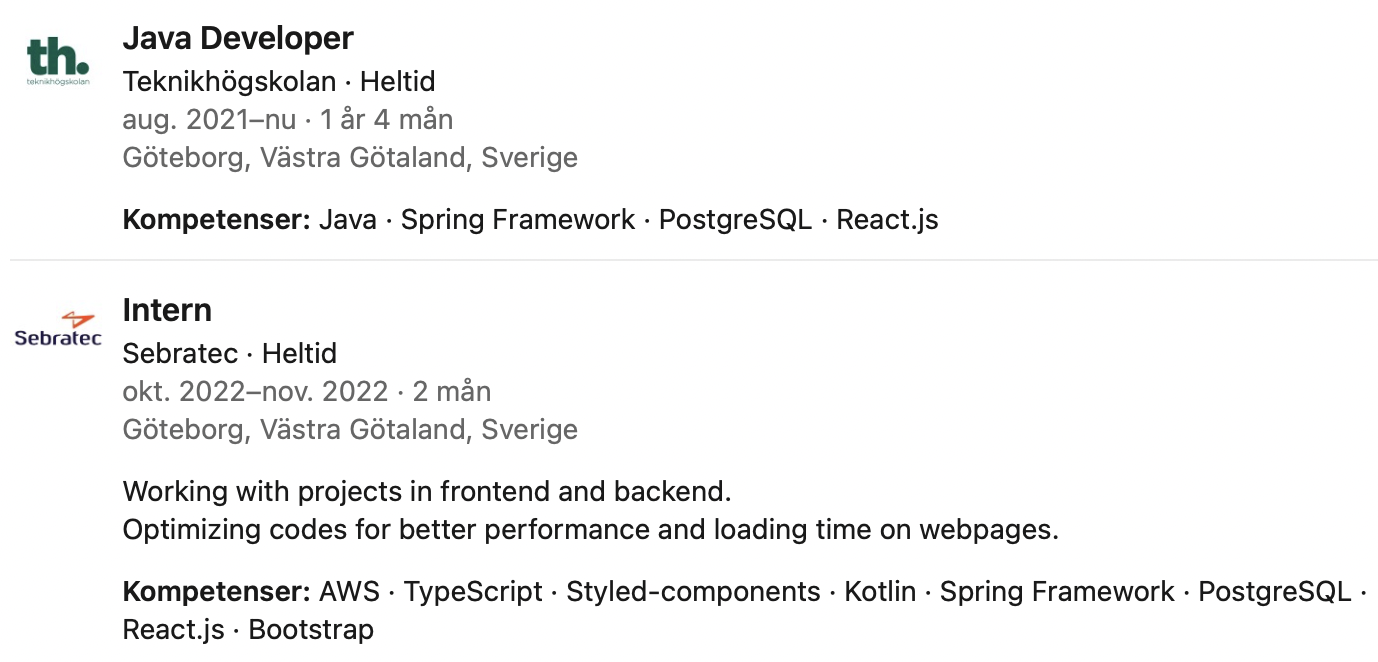 th.
teknikhögskolan
Java Developer
Teknikhögskolan · Heltid
aug. 2021–nu · 1 år 4 mån
Göteborg, Västra Götaland, Sverige
Kompetenser: Java · Spring Framework · PostgreSQL · React.js
Sebratec
Intern
Sebratec · Heltid
okt. 2022–nov. 2022 · 2 mån
Göteborg, Västra Götaland, Sverige
Working with projects in frontend and backend.
Optimizing codes for better performance and loading time on webpages.
Kompetenser: AWS · TypeScript · Styled-components · Kotlin · Spring Framework · PostgreSQL ·
React.js · Bootstrap